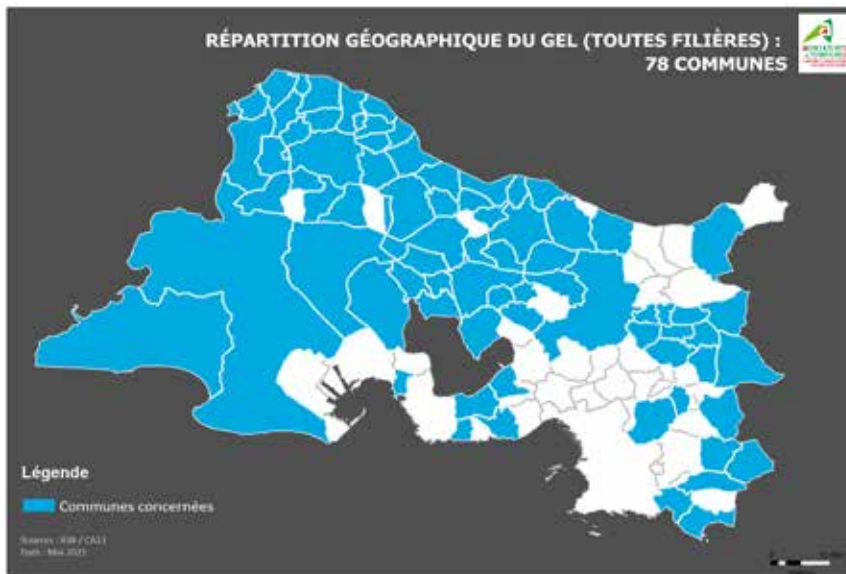 RÉPARTITION GÉOGRAPHIQUE DU GEL (TOUTES FILIÈRES) :
78 COMMUNES
Légende
Communes concernées